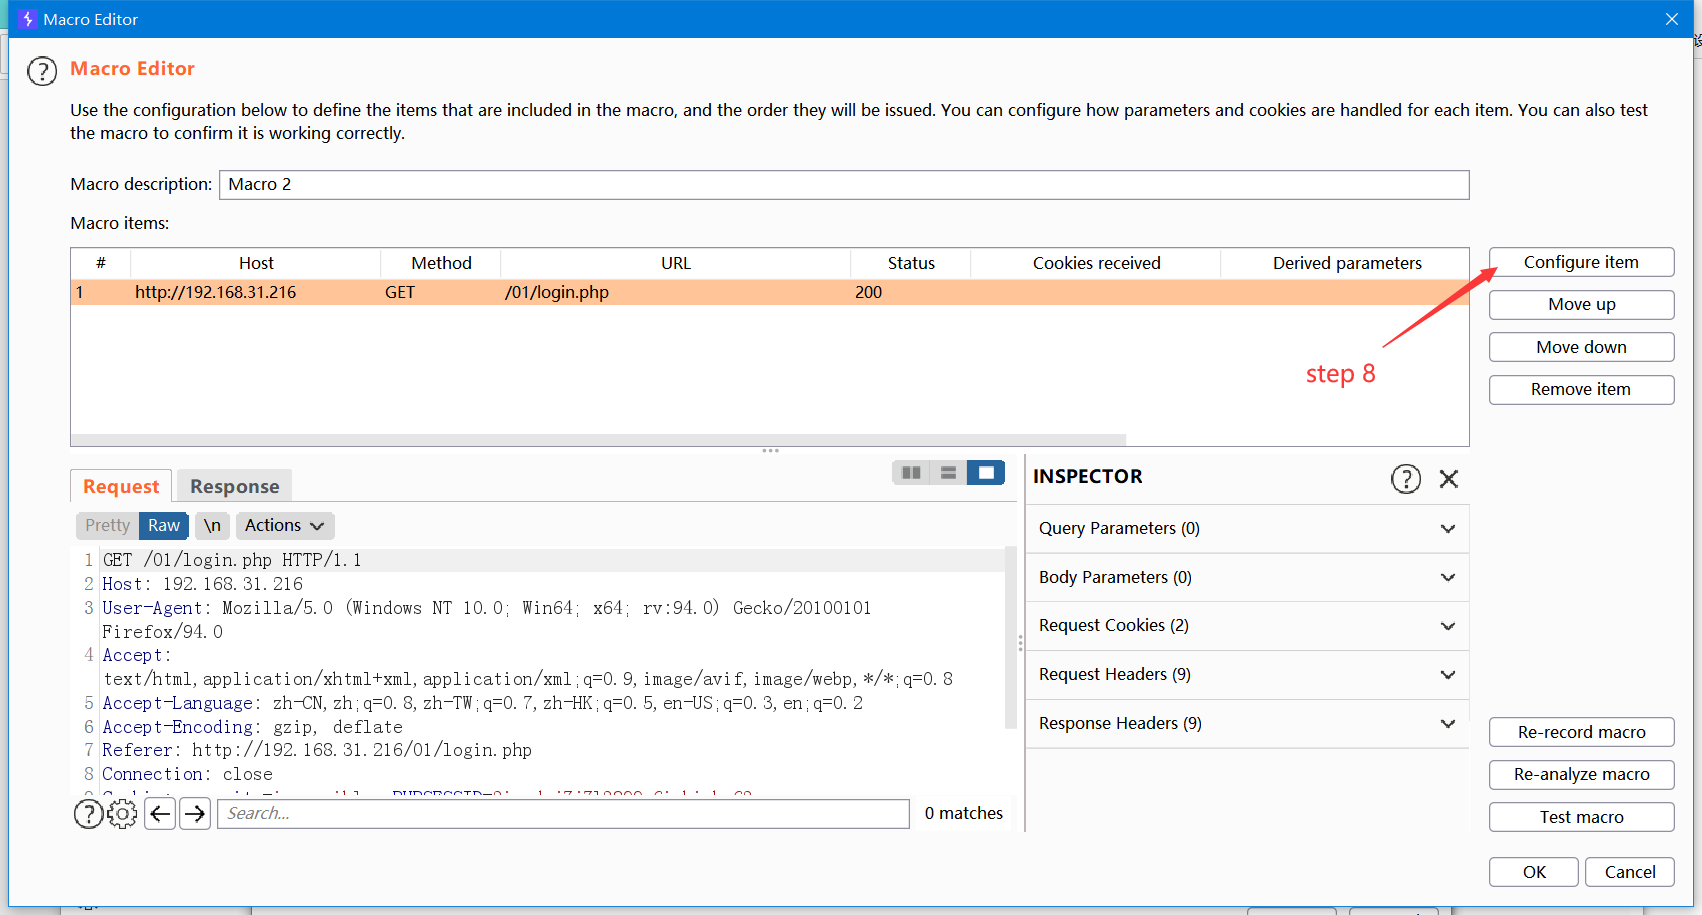 Macro Editor
Macro Editor
Use the configuration below to define the items that are included in the macro, and the order they will be issued. You can configure how parameters and cookies are handled for each item. You can also test
the macro to confirm it is working correctly.
Macro description: Macro 2
Macro items:
# Host Method URL Status Cookies received Derived parameters
1 http://192.168.31.216 GET /01/login.php 200
Configure item
Move up
Move down
Remove item
step 8
Request Response
Pretty Raw \n Actions
1 GET /01/login.php HTTP/1.1
2 Host: 192.168.31.216
3 User-Agent: Mozilla/5.0 (Windows NT 10.0; Win64; x64; rv:94.0) Gecko/20100101
Firefox/94.0
4 Accept:
text/html,application/xhtml+xml,application/xml;q=0.9,image/avif,image/webp,*/*;q=0.8
5 Accept-Language: zh-CN,zh;q=0.8,zh-TW;q=0.7,zh-HK;q=0.5,en-US;q=0.3,en;q=0.2
6 Accept-Encoding: gzip, deflate
7 Referer: http://192.168.31.216/01/login.php
8 Connection: close
Search...
0 matches
INSPECTOR
Query Parameters (0)
Body Parameters (0)
Request Cookies (2)
Request Headers (9)
Response Headers (9)
Re-record macro
Re-analyze macro
Test macro
OK Cancel